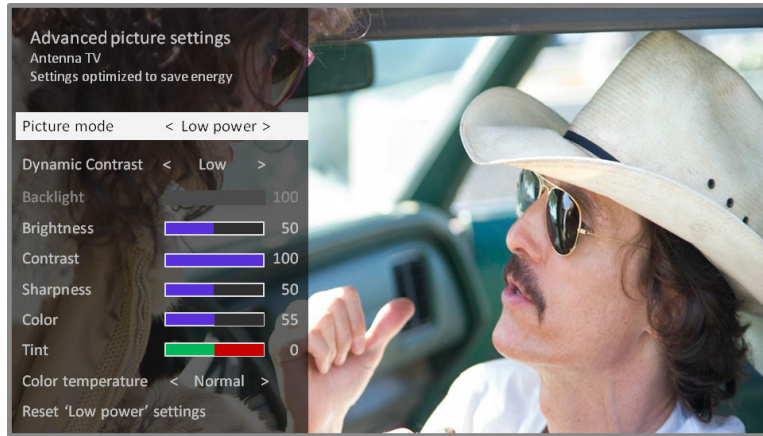 Advanced picture settings
Antenna TV
Settings optimized to save energy
Picture mode < Low power >
Dynamic Contrast < Low >
Backlight 100
Brightness 50
Contrast 100
Sharpness 50
Color 55
Tint 0
Color temperature < Normal >
Reset ‘Low power’ settings